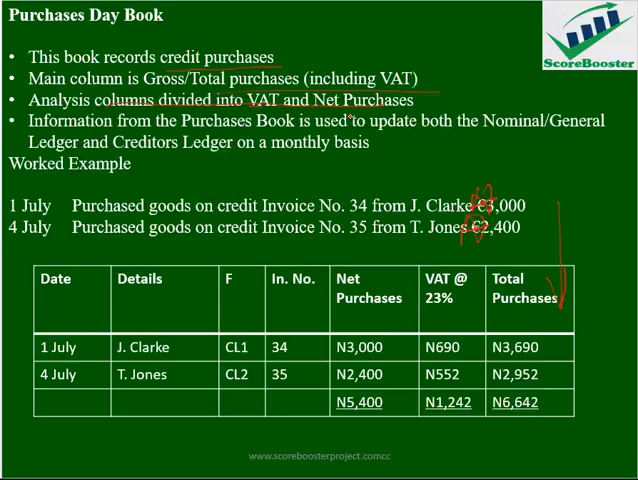 Purchases Day Book
ScoreBooster
• This book records credit purchases
• Main column is Gross/Total purchases (including VAT)
• Analysis columns divided into VAT and Net Purchases
• Information from the Purchases Book is used to update both the Nominal/General
Ledger and Creditors Ledger on a monthly basis
Worked Example
1 July Purchased goods on credit Invoice No. 34 from J. Clarke €3,000
4 July Purchased goods on credit Invoice No. 35 from T. Jones €2,400
Date Details F In. No. Net Purchases VAT @ 23% Total Purchases
1 July J. Clarke CL1 34 N3,000 N690 N3,690
4 July T. Jones CL2 35 N2,400 N552 N2,952
N5,400 N1,242 N6,642
www.scoreboosterproject.comcc